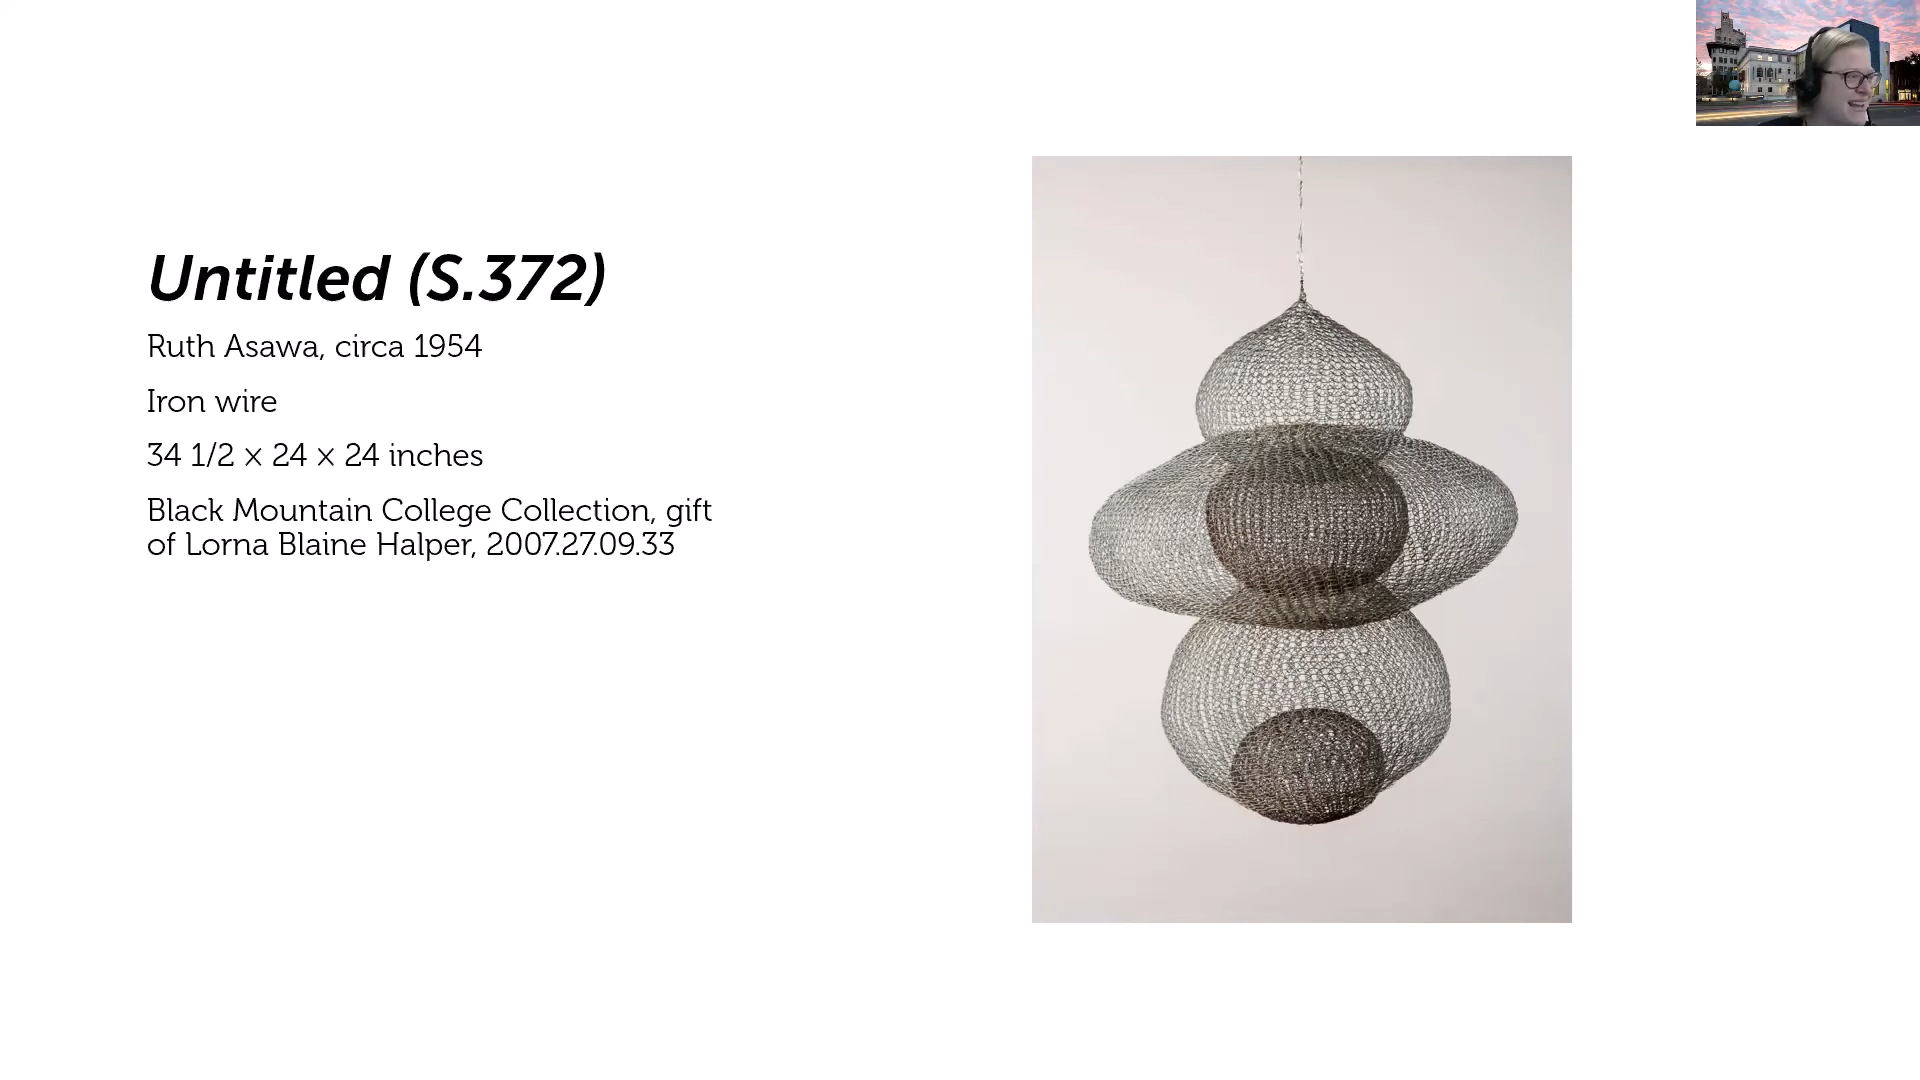 Untitled (S.372)
Ruth Asawa, circa 1954
Iron wire
34 1/2 × 24 × 24 inches
Black Mountain College Collection, gift
of Lorna Blaine Halper, 2007.27.09.33